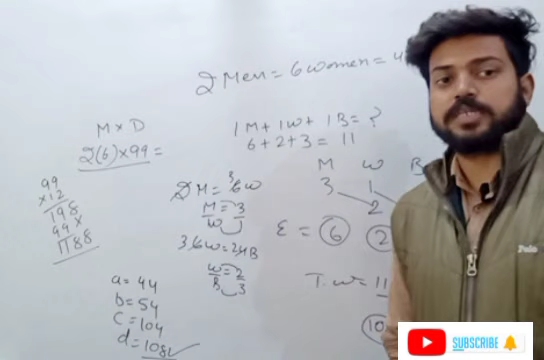 2 Men = 6 women = 4
1M + 1W + 1B = ?
6 + 2 + 3 = 11
M × D
2(6) × 99 =
99
× 12
198
99 ×
1188
2M = 6W
M = 3
W
3 6W = 24B
W = 2
B 3
M W B
3 1
2
E = 6 2
T.W = 11
10
a = 44
b = 54
c = 104
d = 108
Polo
SUBSCRIBE